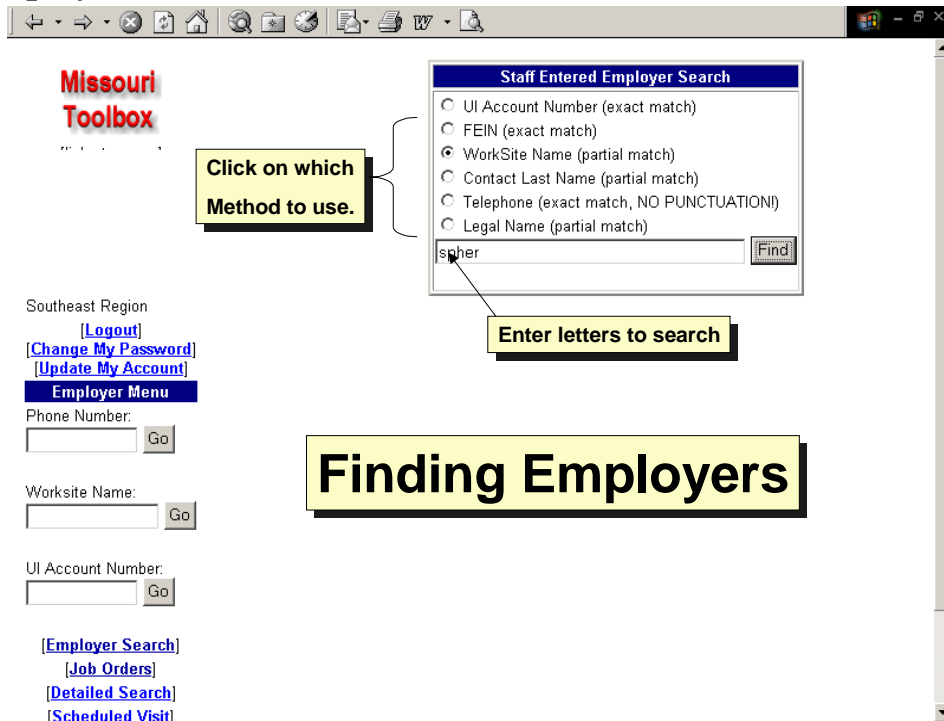 Missouri
Toolbox
Staff Entered Employer Search
UI Account Number (exact match)
FEIN (exact match)
WorkSite Name (partial match)
Contact Last Name (partial match)
Telephone (exact match, NO PUNCTUATION!)
Legal Name (partial match)
spher
Find
Click on which
Method to use.
Enter letters to search
Finding Employers
Southeast Region
[Logout]
[Change My Password]
[Update My Account]
Employer Menu
Phone Number:
Go
Worksite Name:
Go
UI Account Number:
Go
[Employer Search]
[Job Orders]
[Detailed Search]
[Scheduled Visit]